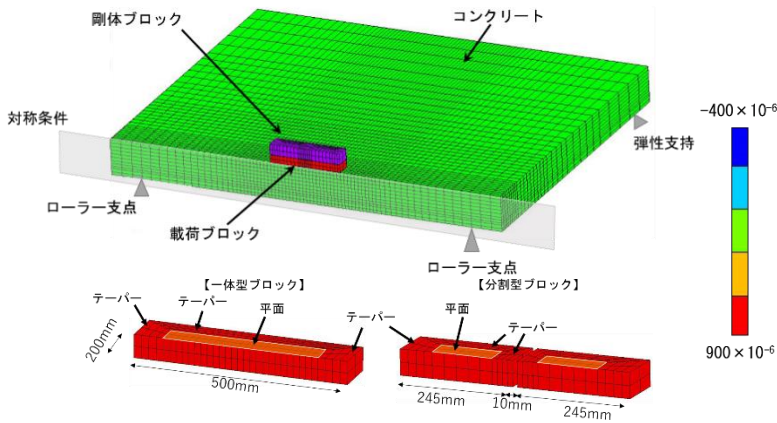 剛体ブロック
コンクリート
対称条件
-400×10⁻⁶
弾性支持
ローラー支点
載荷ブロック
ローラー支点
【一体型ブロック】
【分割型ブロック】
テーパー
テーパー
平面
テーパー
平面
テーパー
200mm
500mm
245mm
10mm
245mm
900×10⁻⁶